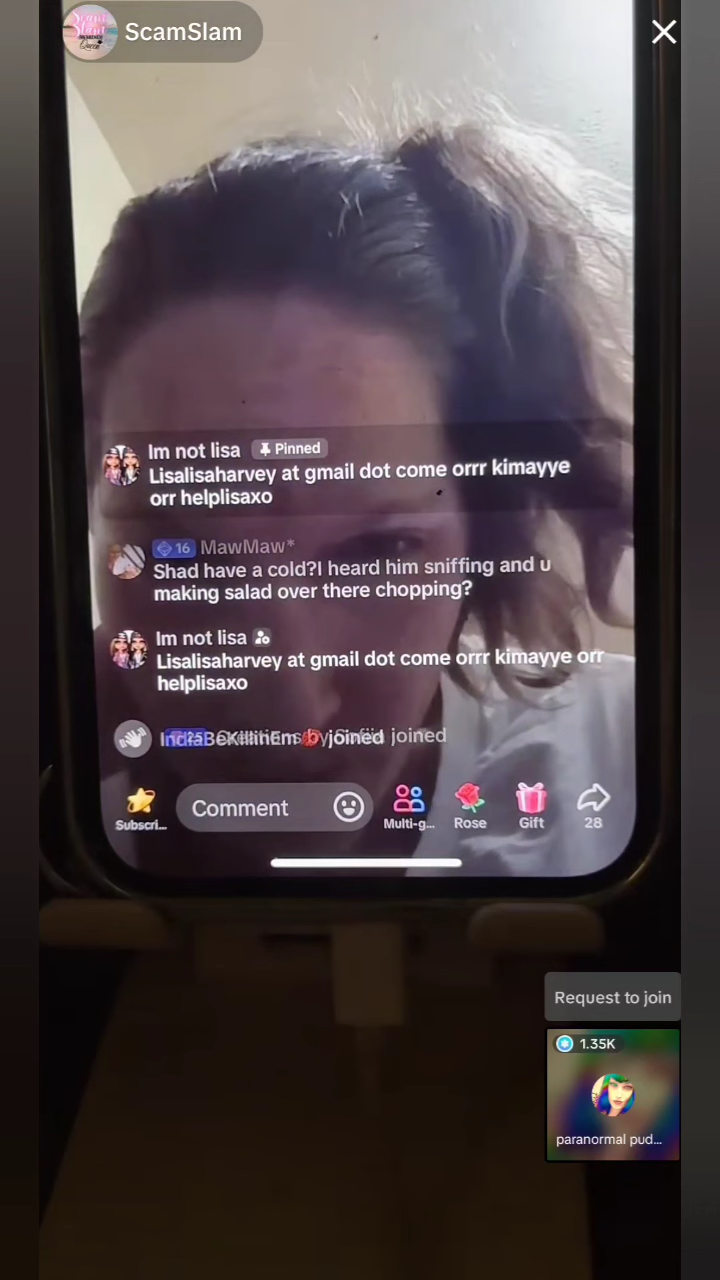 ScamSlam
Im not lisa Pinned
Lisalisaharvey at gmail dot come orrr kimayye
orr helplisaxo
16 MawMaw*
Shad have a cold?I heard him sniffing and u
making salad over there chopping?
Im not lisa
Lisalisaharvey at gmail dot come orrr kimayye orr
helplisaxo
IndiaBeKillinEm joined joined
Subscri... Comment Multi-g... Rose Gift 28
Request to join
1.35K
paranormal pud...